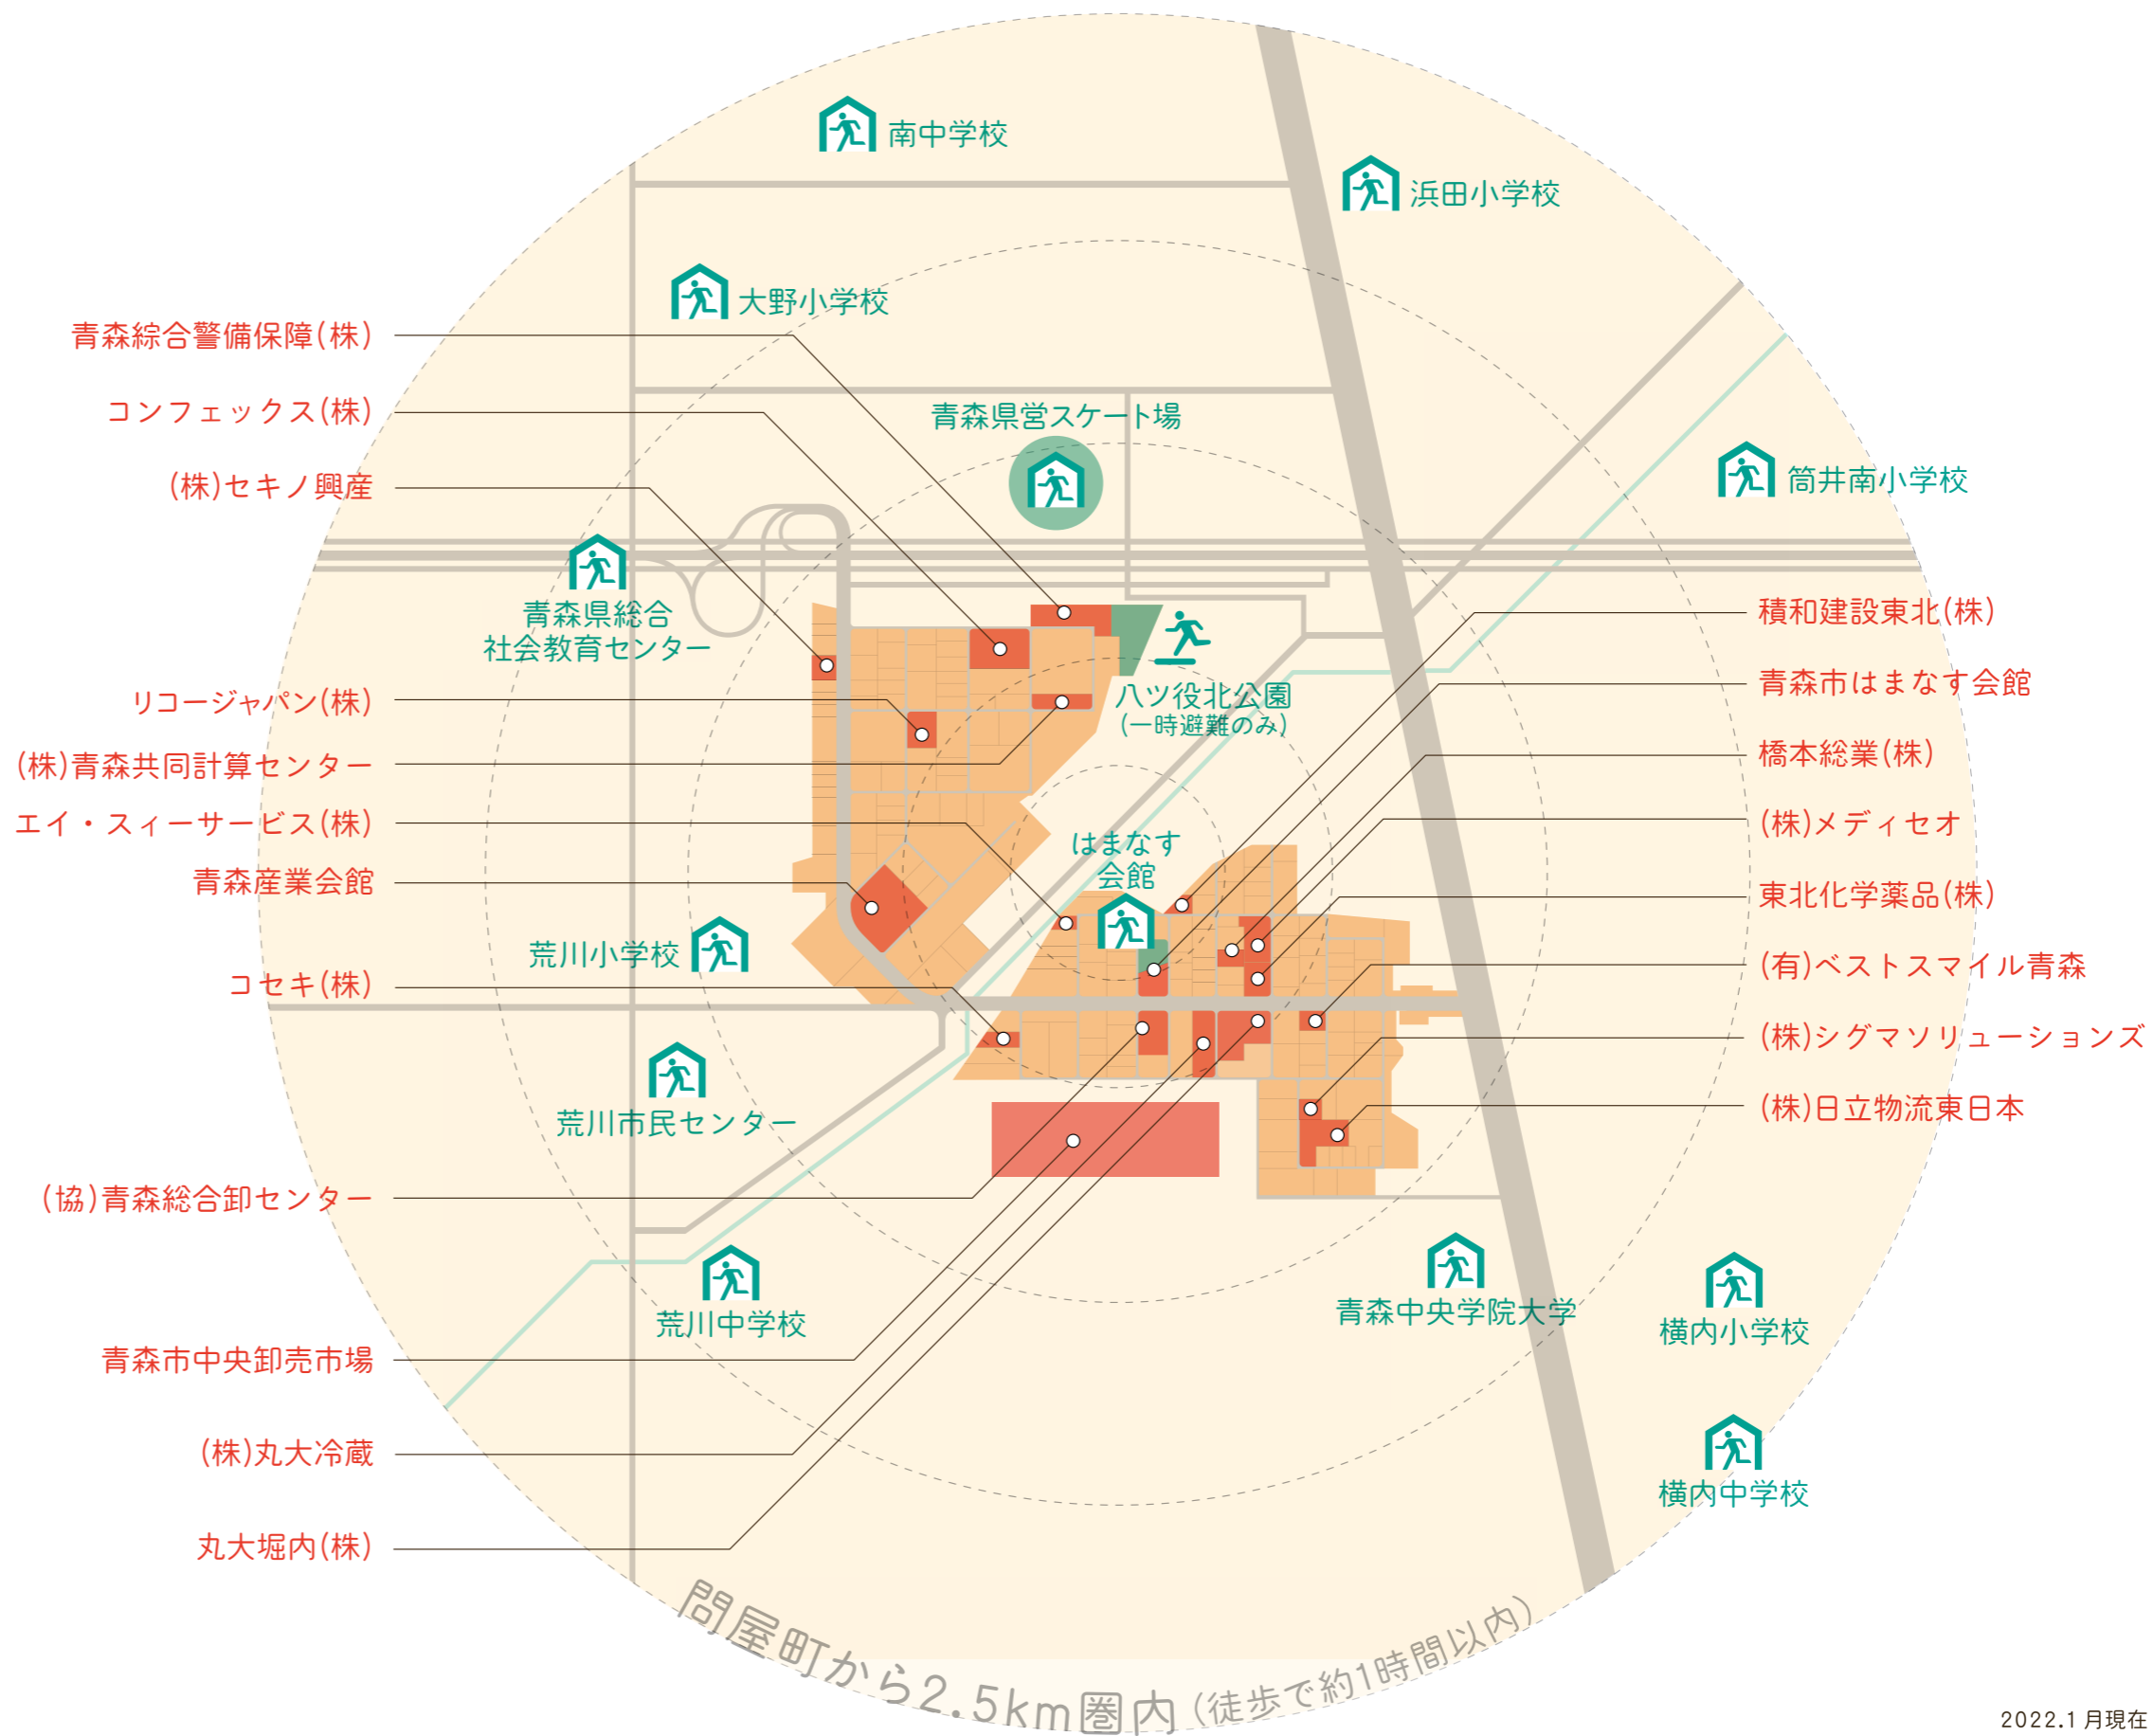 南中学校
浜田小学校
大野小学校
青森綜合警備保障(株)
コンフェックス(株)
青森県営スケート場
(株)セキノ興産
筒井南小学校
青森県総合
社会教育センター
積和建設東北(株)
青森市はまなす会館
八ツ役北公園
(一時避難のみ)
リコージャパン(株)
橋本総業(株)
(株)青森共同計算センター
(株)メディセオ
エイ・スィーサービス(株)
はまなす
会館
青森産業会館
東北化学薬品(株)
荒川小学校
(有)ベストスマイル青森
コセキ(株)
(株)シグマソリューションズ
荒川市民センター
(株)日立物流東日本
(協)青森総合卸センター
青森中央学院大学
荒川中学校
横内小学校
青森市中央卸売市場
(株)丸大冷蔵
横内中学校
丸大堀内(株)
問屋町から2.5km圏内(徒歩で約1時間以内)
2022.1月現在